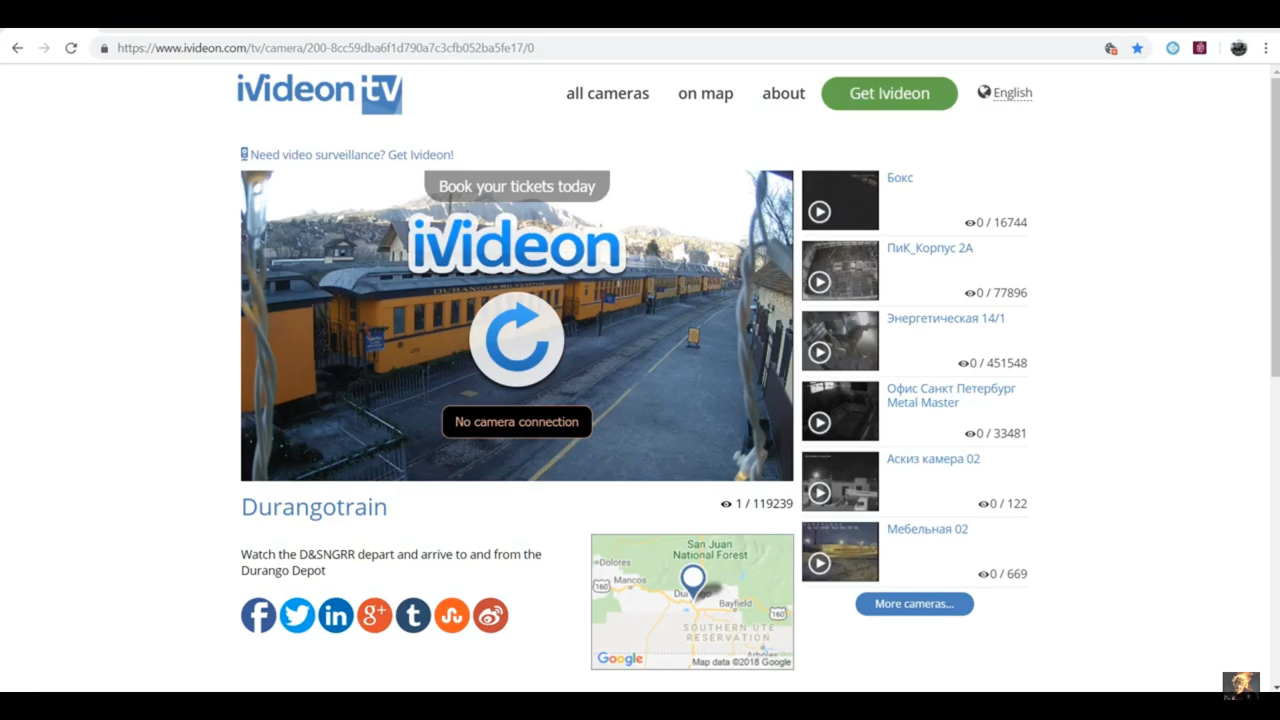 https://www.ivideon.com/tv/camera/200-8cc59dba6f1d790a7c3cfb052ba5fe17/0
iVideon tv
all cameras
on map
about
Get Ivideon
English
Need video surveillance? Get Ivideon!
Book your tickets today
iVideon
DURANGO
No camera connection
Durangotrain
1 / 119239
Watch the D&SNGRR depart and arrive to and from the
Durango Depot
San Juan
National Forest
Dolores
160
Mancos
Bayfield
160
SOUTHERN UTE
RESERVATION
Google
Map data ©2018 Google
Бокс
0 / 16744
ПиК_Корпус 2А
0 / 77896
Энергетическая 14/1
0 / 451548
Офис Санкт Петербург
Metal Master
0 / 33481
Аскиз камера 02
0 / 122
Мебельная 02
0 / 669
More cameras...